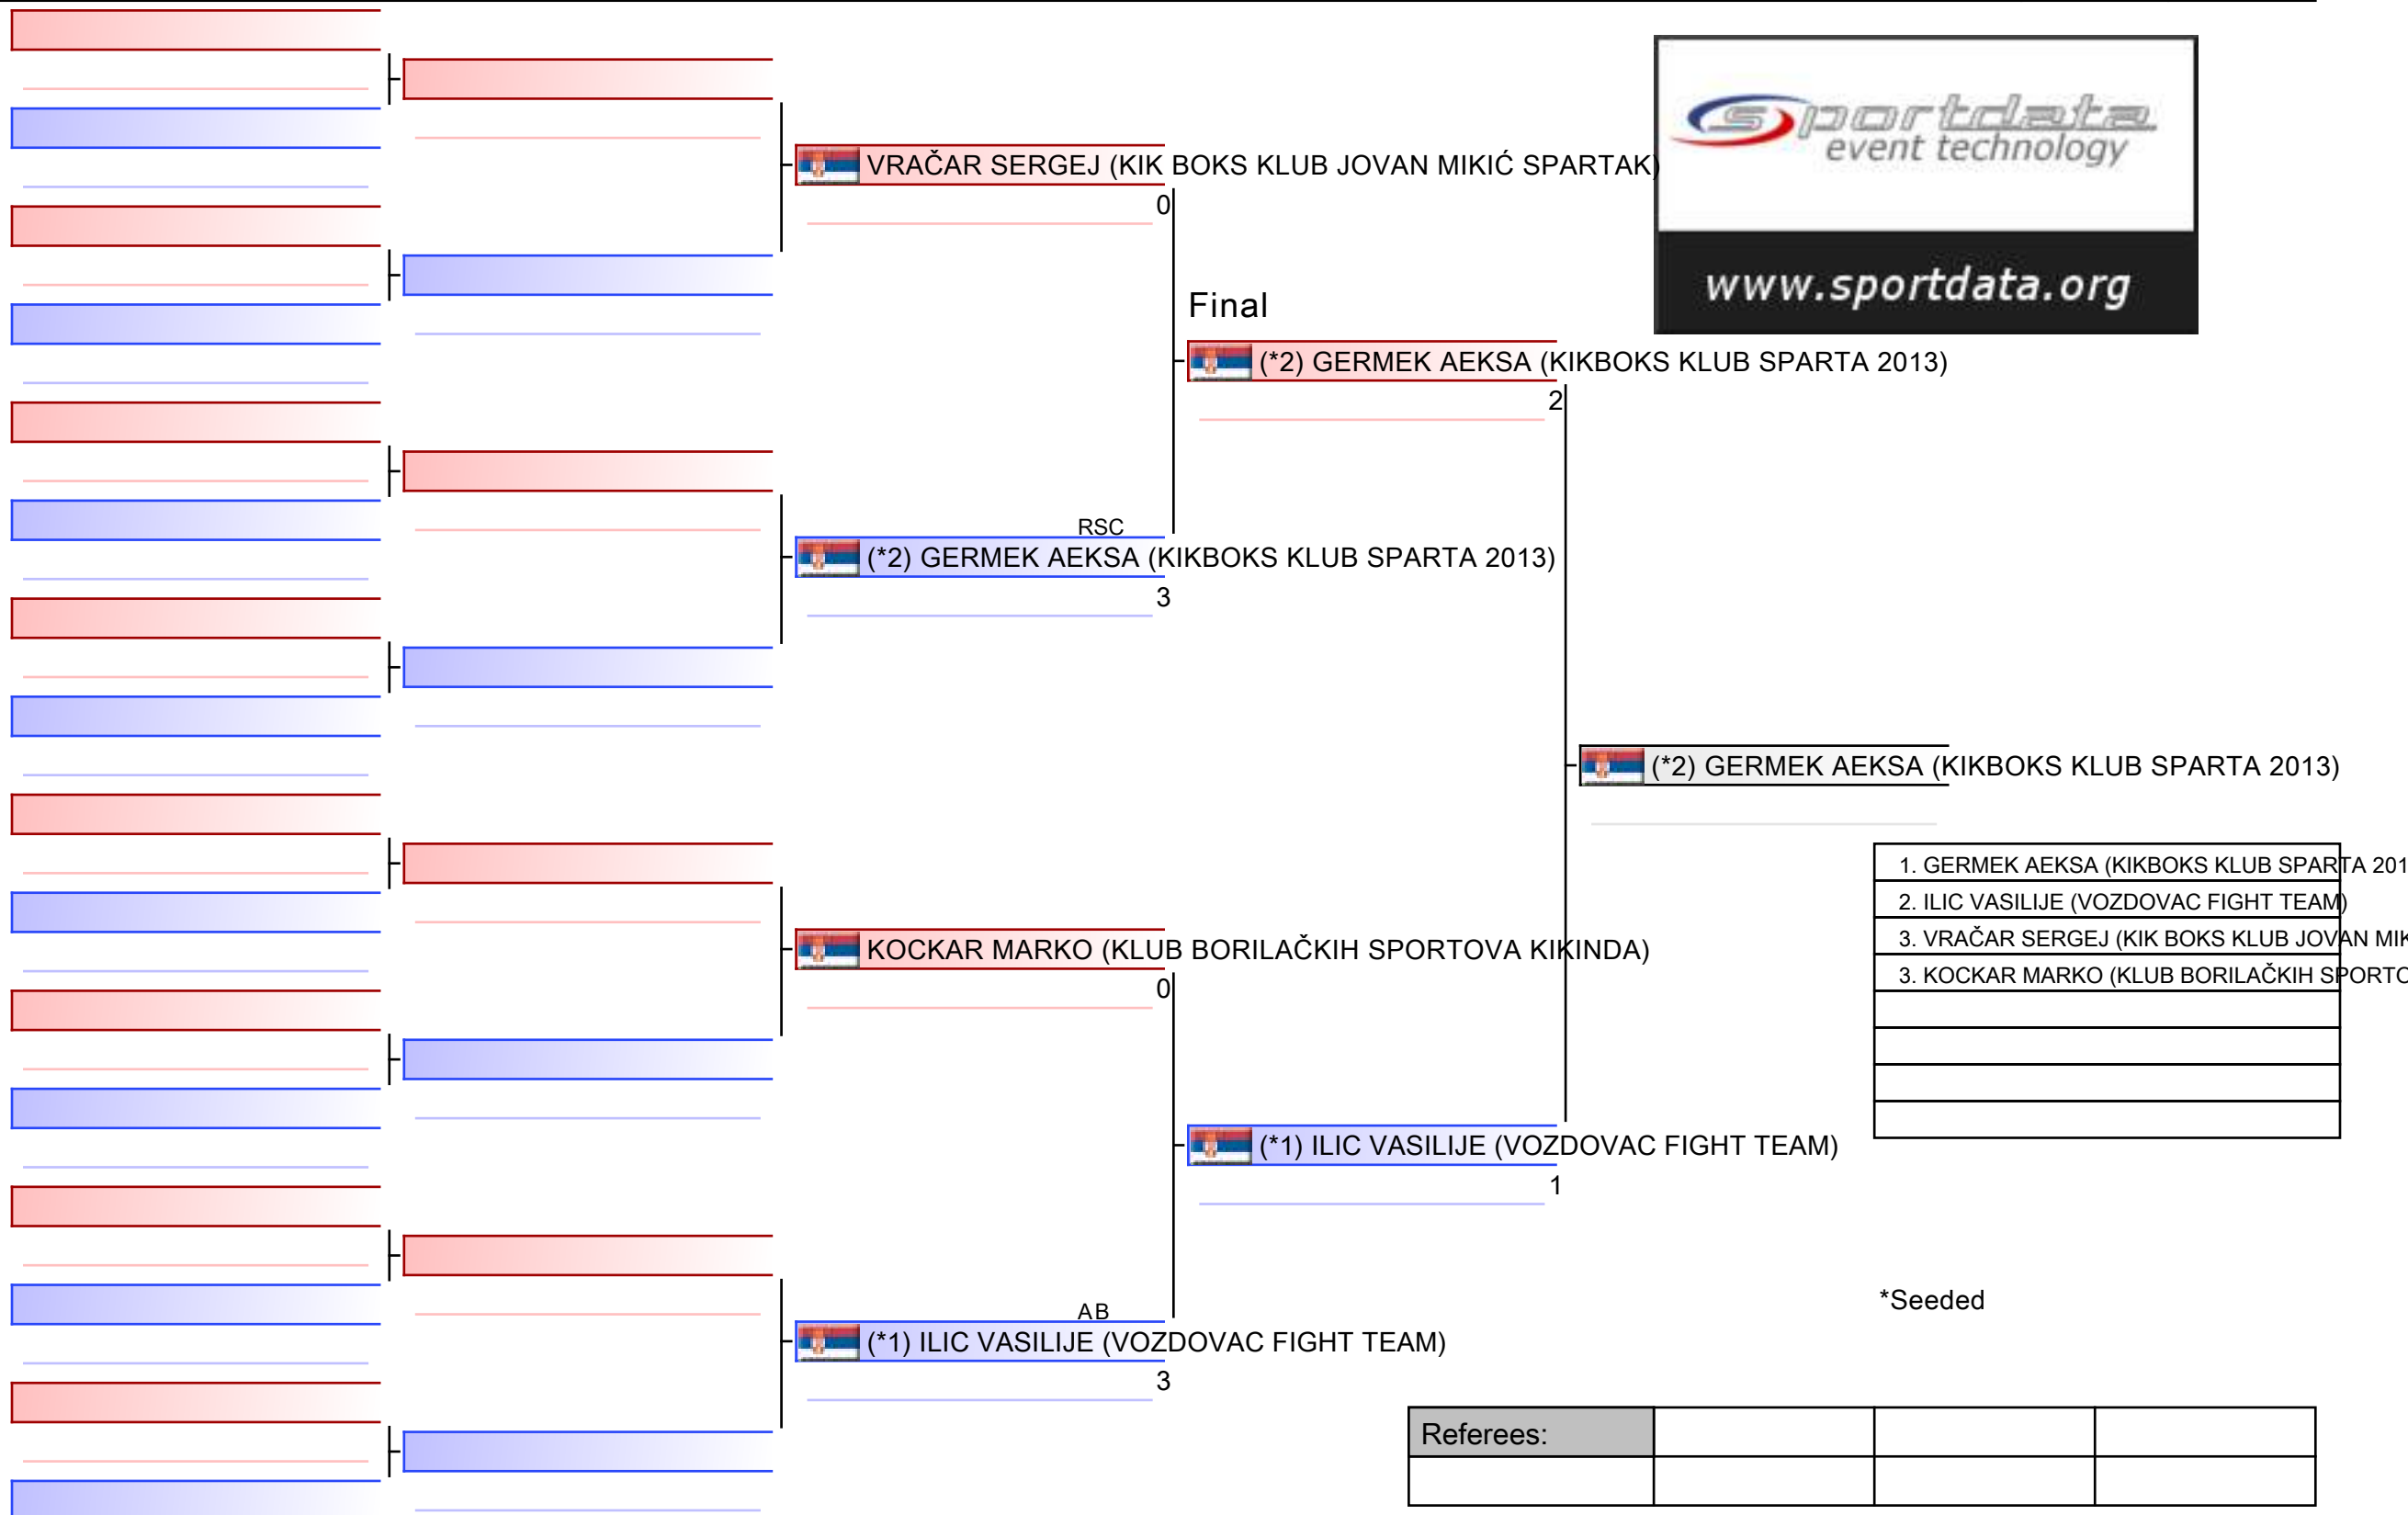 sportdata
event technology
www.sportdata.org
VRAČAR SERGEJ (KIK BOKS KLUB JOVAN MIKIĆ SPARTAK)
0
Final
(*2) GERMEK AEKSA (KIKBOKS KLUB SPARTA 2013)
2
RSC
(*2) GERMEK AEKSA (KIKBOKS KLUB SPARTA 2013)
3
(*2) GERMEK AEKSA (KIKBOKS KLUB SPARTA 2013)
1. GERMEK AEKSA (KIKBOKS KLUB SPARTA 201
2. ILIC VASILIJE (VOZDOVAC FIGHT TEAM)
3. VRAČAR SERGEJ (KIK BOKS KLUB JOVAN MIK
3. KOCKAR MARKO (KLUB BORILAČKIH SPORTO
KOCKAR MARKO (KLUB BORILAČKIH SPORTOVA KIKINDA)
0
(*1) ILIC VASILIJE (VOZDOVAC FIGHT TEAM)
1
*Seeded
AB
(*1) ILIC VASILIJE (VOZDOVAC FIGHT TEAM)
3
Referees: